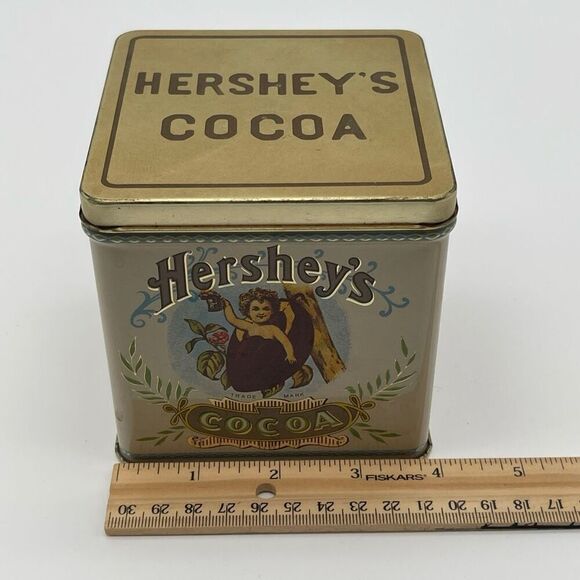 HERSHEY'S
COCOA
Hershey's
TRADE MARK
COCOA
1 2 3 4 5
FISKARS
30 29 28 27 26 25 24 23 22 21 20 19 18 17